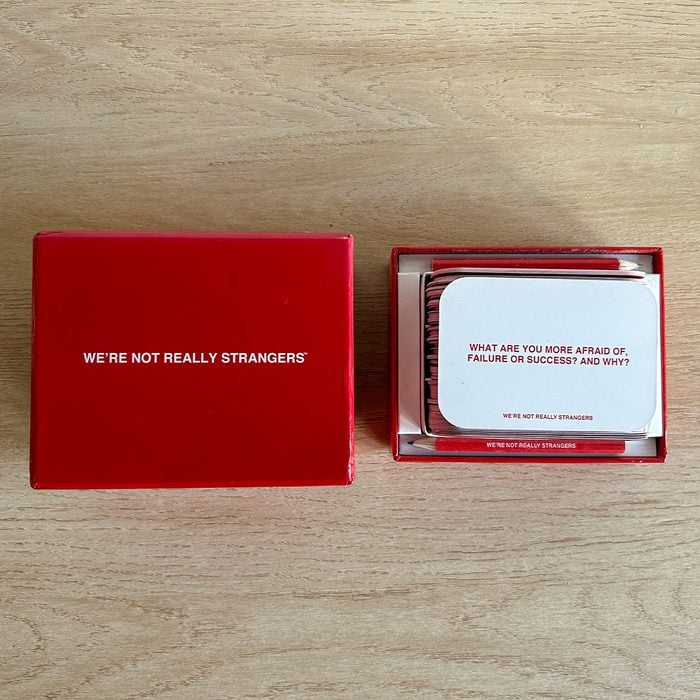 WE'RE NOT REALLY STRANGERS™
WHAT ARE YOU MORE AFRAID OF,
FAILURE OR SUCCESS? AND WHY?
WE'RE NOT REALLY STRANGERS
WE'RE NOT REALLY STRANGERS